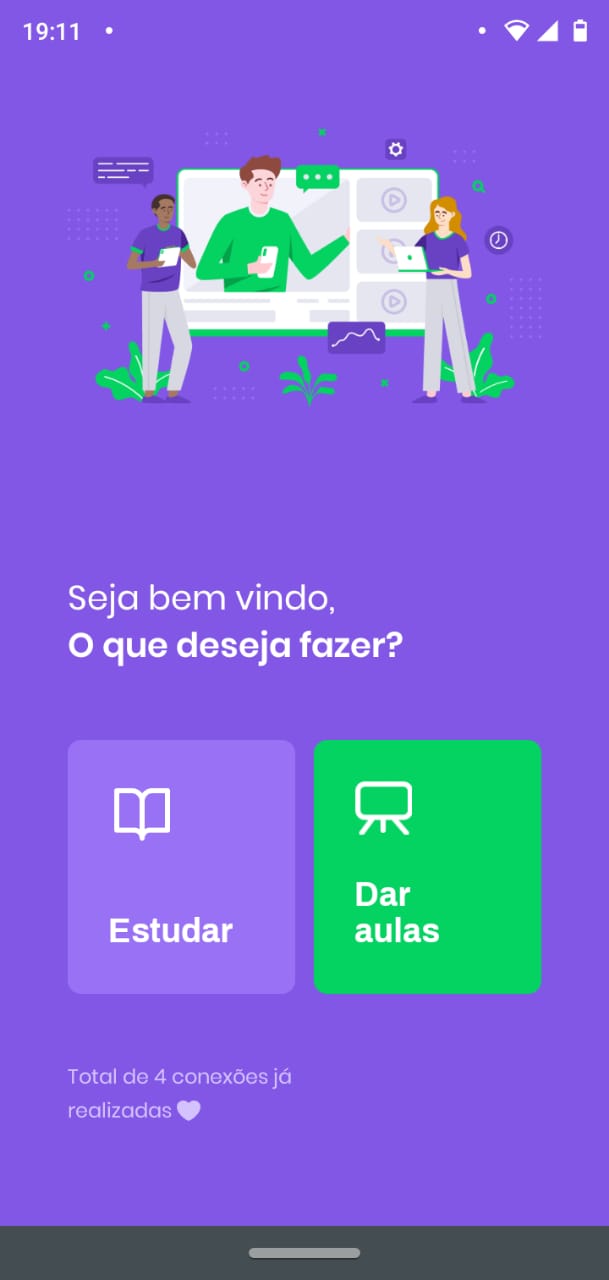 19:11
Seja bem vindo,
O que deseja fazer?
Estudar
Dar
aulas
Total de 4 conexões já
realizadas